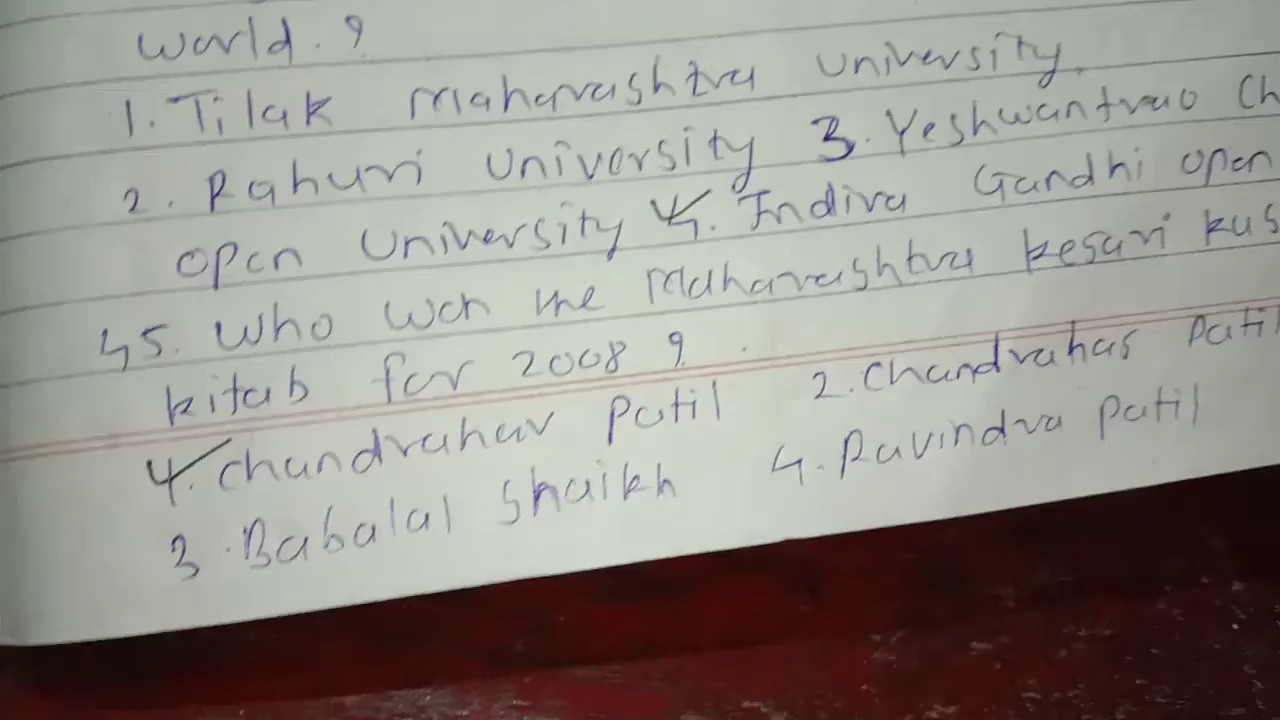 World. ?
1. Tilak Maharashtra University
2. Rahuri University 3. Yeshwantrao Ch
Open University 4. Indira Gandhi Open
45. Who won the Maharashtra Kesari Kus
kitab for 2008 ?
1. Chandrahar Patil 2. Chandrahas Patil
3. Babalal Shaikh 4. Ravindra Patil